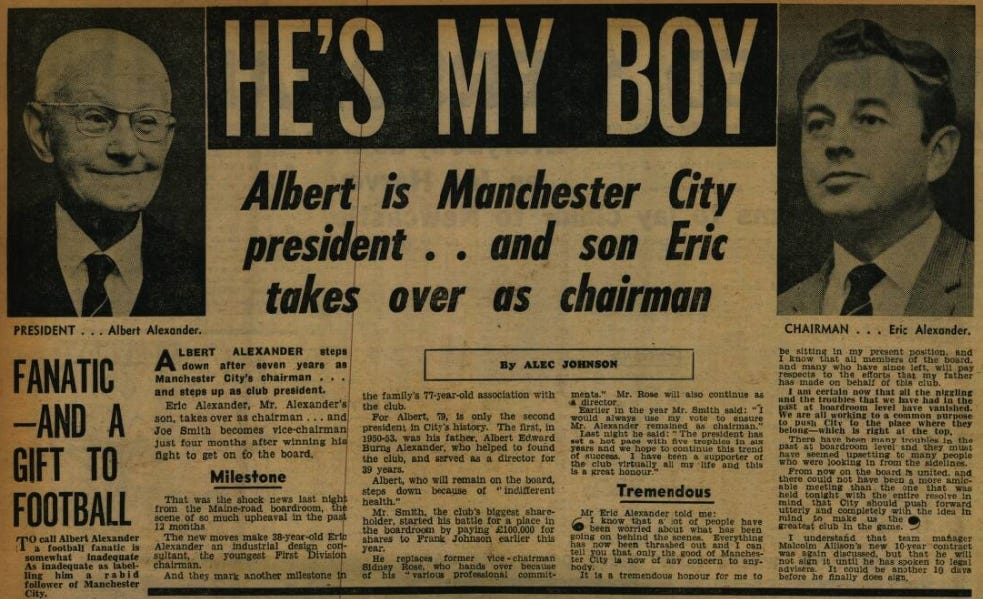 HE'S MY BOY
Albert is Manchester City
president . . and son Eric
takes over as chairman
PRESIDENT . . . Albert Alexander.
CHAIRMAN . . . Eric Alexander.
FANATIC
—AND A
GIFT TO
FOOTBALL
TO call Albert Alexander
a football fanatic is
somewhat inadequate
As inadequate as label-
ling him a rabid
follower of Manchester
City.
ALBERT ALEXANDER steps
down after seven years as
Manchester City's chairman . . .
and steps up as club president.
Eric Alexander, Mr. Alexander's
son, takes over as chairman . . . and
Joe Smith becomes vice-chairman
just four months after winning his
fight to get on to the board.
Milestone
That was the shock news last night
from the Maine-road boardroom, the
scene of so much upheaval in the past
12 months
The new moves make 38-year-old Eric
Alexander an industrial design con-
sultant, the youngest First Division
chairman.
And they mark another milestone in
By ALEC JOHNSON
the family's 77-year-old association with
the club.
For Albert, 79, is only the second
president in City's history. The first, in
1950-53, was his father, Albert Edward
Burns Alexander, who helped to found
the club, and served as a director for
39 years.
Albert, who will remain on the board,
steps down because of "indifferent
health."
Mr. Smith, the club's biggest share-
holder, started his battle for a place in
the boardroom by paying £100,000 for
shares to Frank Johnson earlier this
year.
He replaces former vice-chairman
Sidney Rose, who hands over because
of his "various professional commit-
ments." Mr. Rose will also continue as
a director.
Earlier in the year Mr. Smith said: "I
would always use my vote to ensure
Mr. Alexander remained as chairman."
Last night he said: "The president has
set a hot pace with five trophies in six
years and we hope to continue this trend
of success. I have been a supporter of
the club virtually all my life and this
is a great honour."
Tremendous
Mr Eric Alexander told me:
I know that a lot of people have
been worried about what has been
going on behind the scenes. Everything
has now been thrashed out and I can
tell you that only the good of Manches-
ter City is now of any concern to any-
body.
It is a tremendous honour for me to
be sitting in my present position, and
I know that all members of the board,
and many who have since left, will pay
respects to the efforts that my father
has made on behalf of this club.
I am certain now that all the niggling
and the troubles that we have had in the
past at boardroom level have vanished.
We are all working to a common purpose
to push City to the place where they
belong—which is right at the top.
There have been many troubles in the
past at boardroom level and they must
have seemed upsetting to many people
who were looking in from the sidelines.
From now on the board is united, and
there could not have been a more amic-
able meeting than the one that was
held tonight with the entire resolve in
mind that City should push forward
utterly and completely with the idea in
mind to make us the
greatest club in the game.
I understand that team manager
Malcolm Allison's new 10-year contract
was again discussed, but that he will
not sign it until he has spoken to legal
advisers. It could be another 10 days
before he finally does sign.